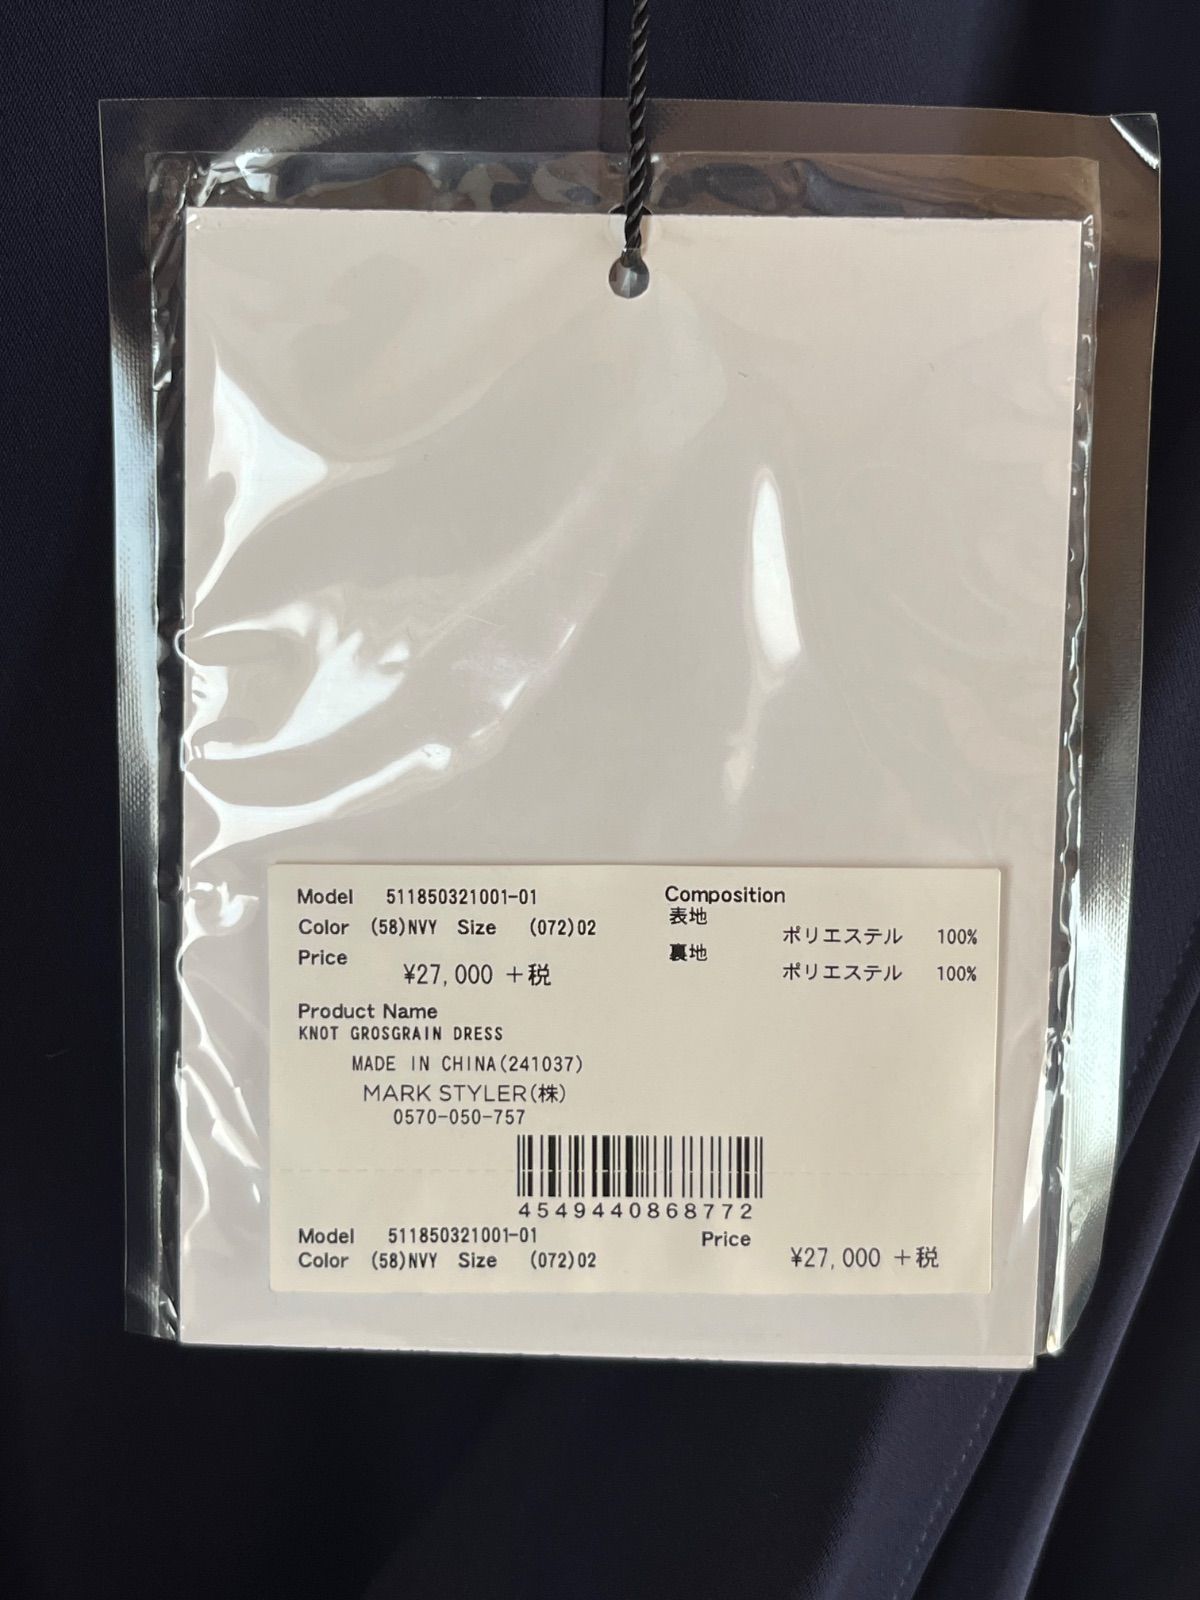 Model 511850321001-01
Color (58)NVY Size (072)02
Price
¥27,000 +税
Composition
表地
ポリエステル 100%
裏地
ポリエステル 100%
Product Name
KNOT GROSGRAIN DRESS
MADE IN CHINA(241037)
MARK STYLER(株)
0570-050-757
4549440868772
Model 511850321001-01
Color (58)NVY Size (072)02
Price
¥27,000 +税